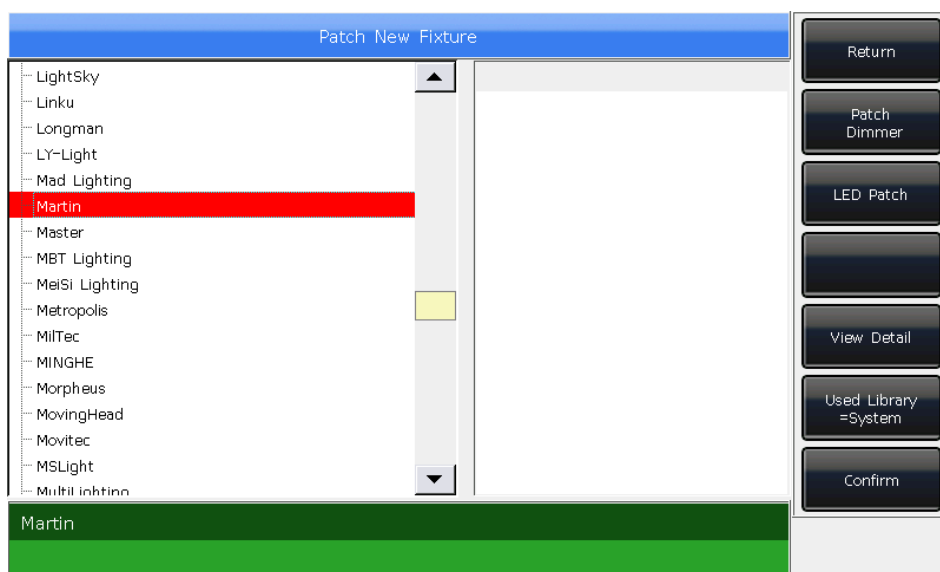 Patch New Fixture
LightSky
Linku
Longman
LY-Light
Mad Lighting
Martin
Master
MBT Lighting
MeiSi Lighting
Metropolis
MilTec
MINGHE
Morpheus
MovingHead
Movitec
MSLight
MultiLighting
Martin
Return
Patch
Dimmer
LED Patch
View Detail
Used Library
=System
Confirm